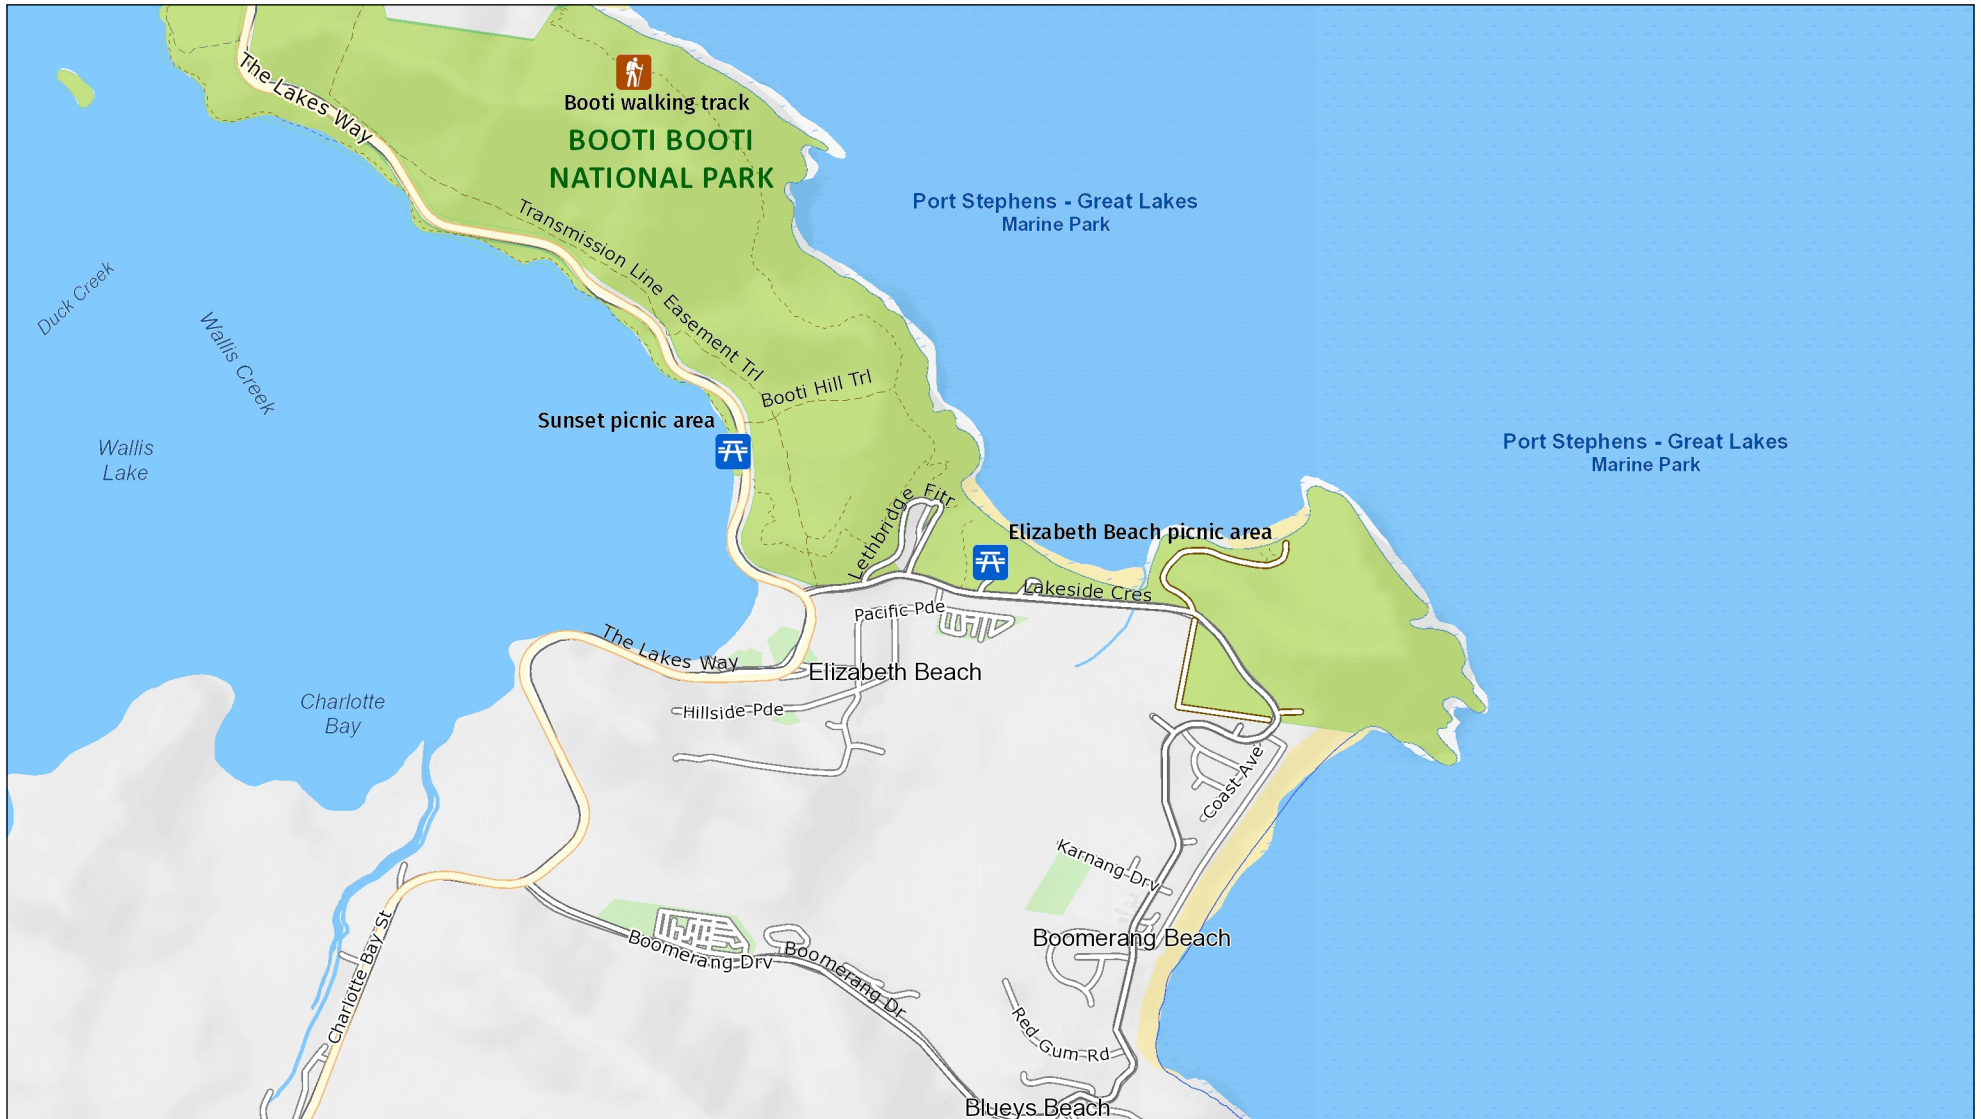 The Lakes Way
Booti walking track
BOOTI BOOTI
NATIONAL PARK
Port Stephens - Great Lakes
Marine Park
Transmission Line Easement Trl
Duck Creek
Wallis Creek
Booti Hill Trl
Sunset picnic area
Wallis
Lake
Port Stephens - Great Lakes
Marine Park
Lethbridge
Fitr
Elizabeth Beach picnic area
Lakeside Cres
Pacific Pde
The Lakes Way
Elizabeth Beach
Charlotte
Bay
Hillside Pde
Coast Ave
Karnang Drv
Boomerang Beach
Boomerang Drv
Boomerang Dr
Charlotte Bay St
Red Gum Rd
Blueys Beach